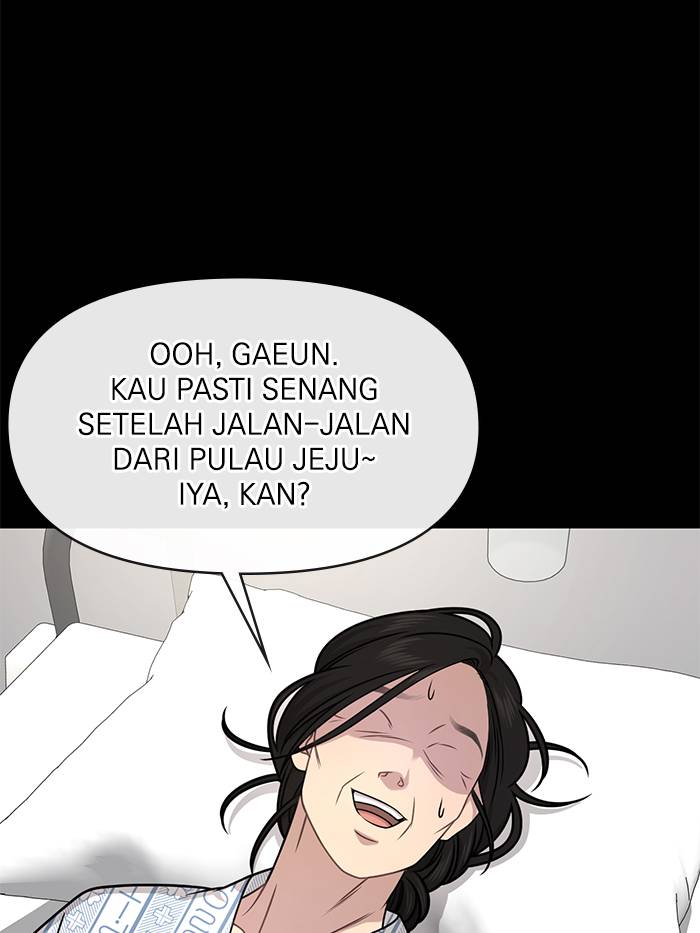 OOH, GAEUN.
KAU PASTI SENANG
SETELAH JALAN-JALAN
DARI PULAU JEJU~
IYA, KAN?